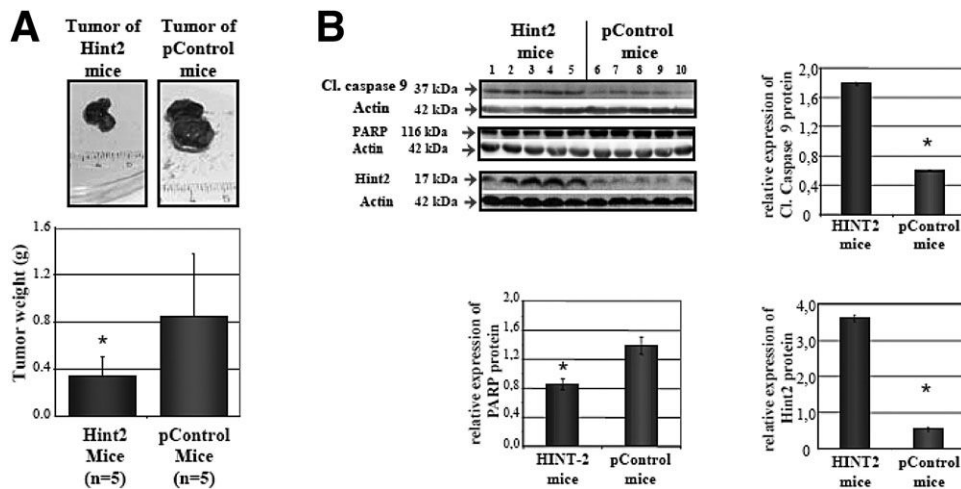 A
Tumor of
Hint2
mice
Tumor of
pControl
mice
Tumor weight (g)
1.6
1.2
0.8
0.4
0.0
*
Hint2
Mice
(n=5)
pControl
Mice
(n=5)
B
Hint2
mice
pControl
mice
1 2 3 4 5 6 7 8 9 10
Cl. caspase 9 37 kDa
Actin 42 kDa
PARP 116 kDa
Actin 42 kDa
Hint2 17 kDa
Actin 42 kDa
relative expression of
Cl. Caspase 9 protein
2,0
1,6
1,2
0,8
0,4
0
*
HINT2
mice
pControl
mice
relative expression of
PARP protein
2,0
1,6
1,2
0,8
0,4
0,0
*
HINT-2
mice
pControl
mice
relative expression of
Hint2 protein
4,0
3,0
2,0
1,0
0
*
HINT2
mice
pControl
mice